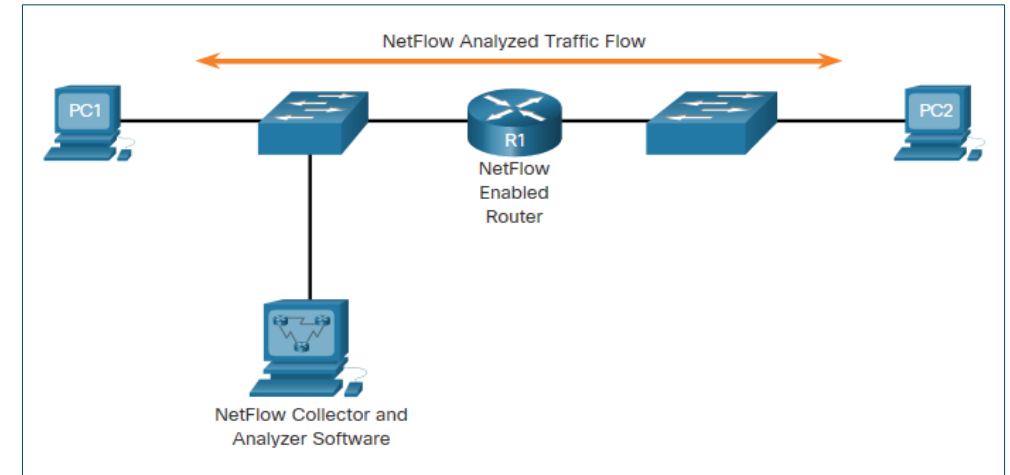 NetFlow Analyzed Traffic Flow
PC1
R1
PC2
NetFlow
Enabled
Router
NetFlow Collector and
Analyzer Software